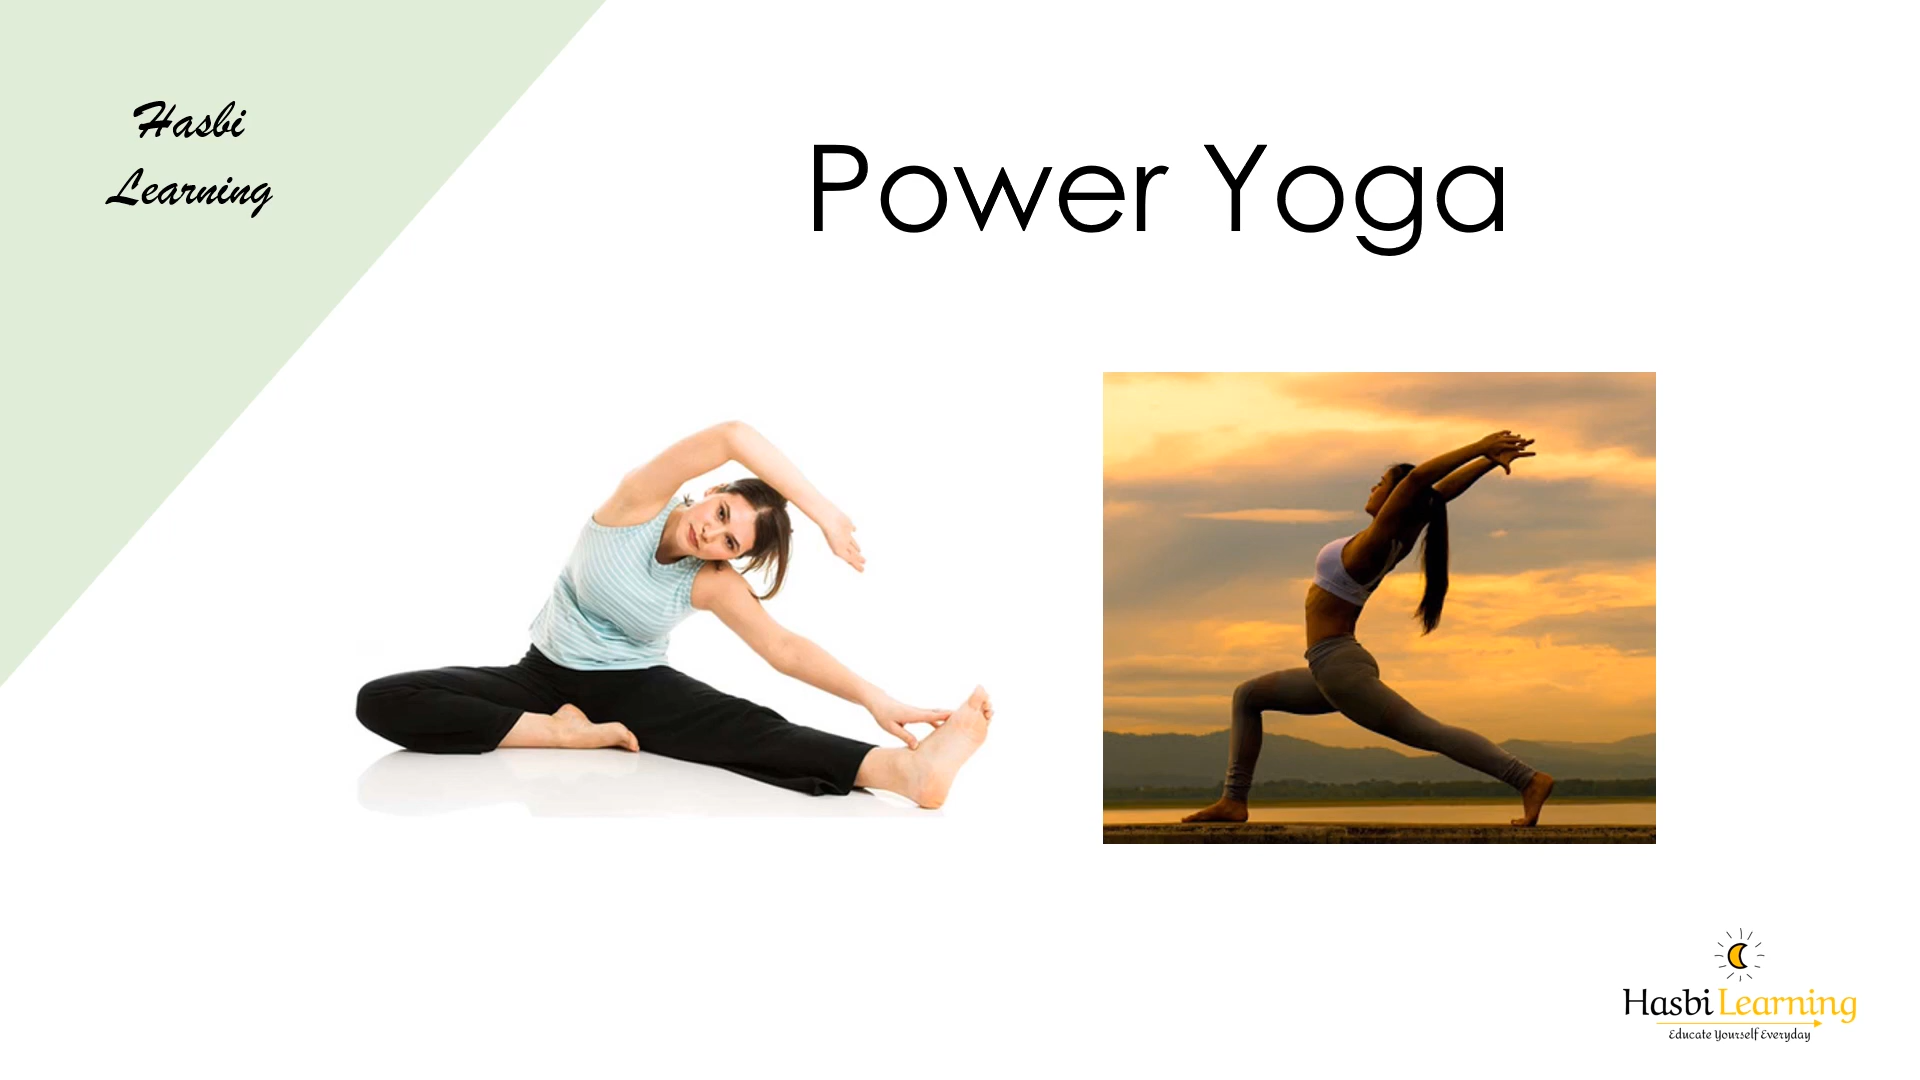 Hasbi
Learning
Power Yoga
Hasbi Learning
Educate Yourself Everyday